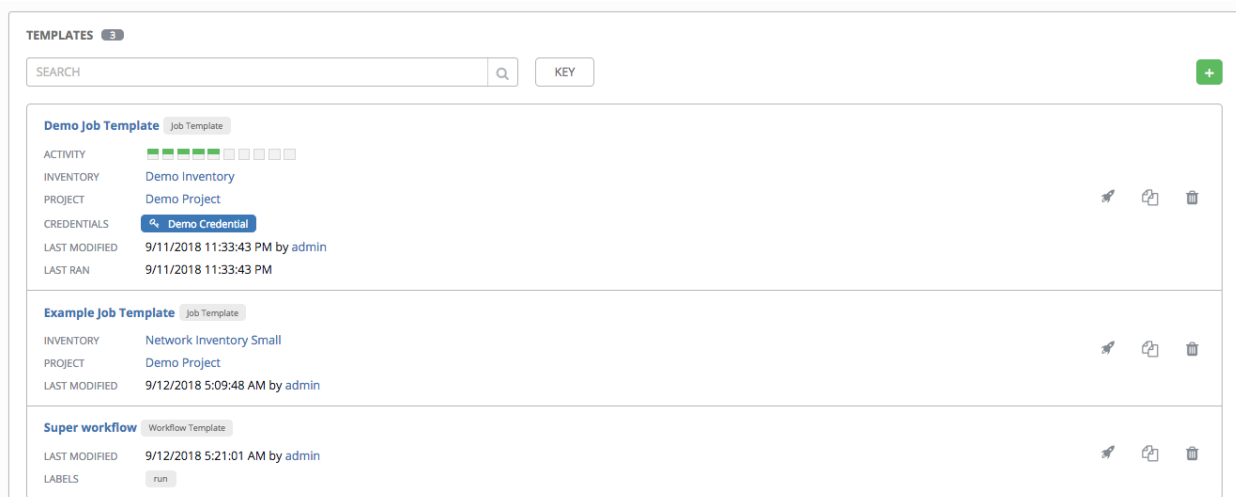 TEMPLATES 3
SEARCH KEY +
Demo Job Template Job Template
ACTIVITY
INVENTORY Demo Inventory
PROJECT Demo Project
CREDENTIALS Demo Credential
LAST MODIFIED 9/11/2018 11:33:43 PM by admin
LAST RAN 9/11/2018 11:33:43 PM
Example Job Template Job Template
INVENTORY Network Inventory Small
PROJECT Demo Project
LAST MODIFIED 9/12/2018 5:09:48 AM by admin
Super workflow Workflow Template
LAST MODIFIED 9/12/2018 5:21:01 AM by admin
LABELS run